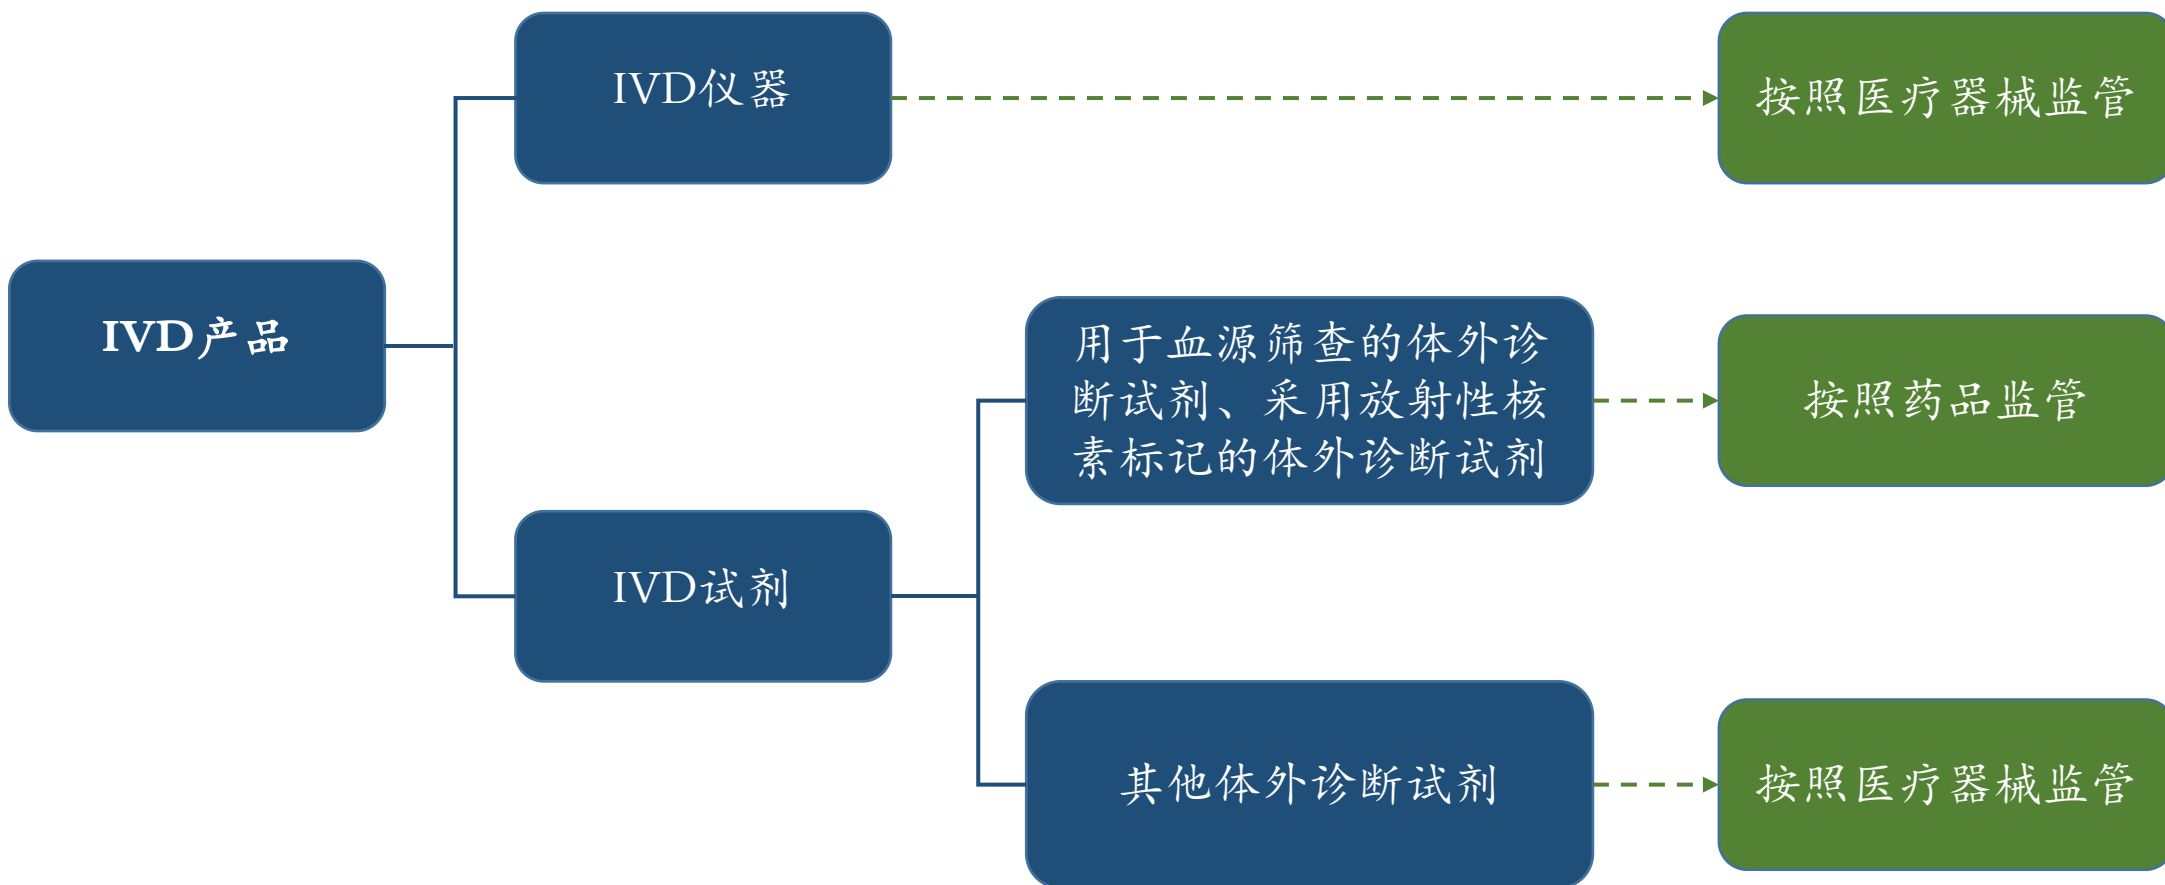 IVD仪器
按照医疗器械监管
IVD产品
用于血源筛查的体外诊
断试剂、采用放射性核
素标记的体外诊断试剂
按照药品监管
IVD试剂
其他体外诊断试剂
按照医疗器械监管